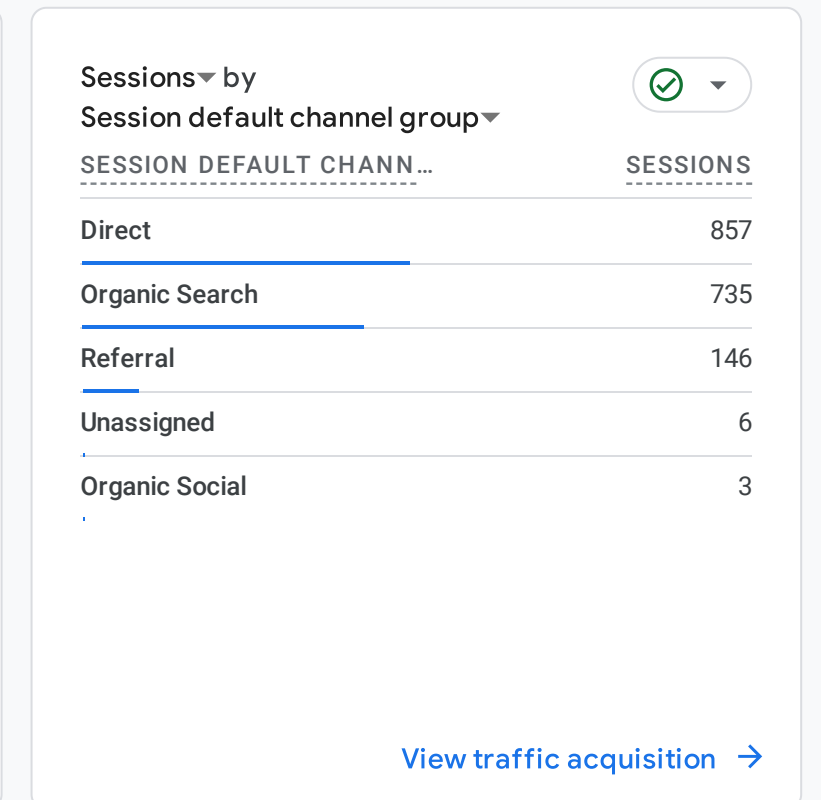 Sessions by
Session default channel group
SESSION DEFAULT CHANN… SESSIONS
Direct 857
Organic Search 735
Referral 146
Unassigned 6
Organic Social 3
View traffic acquisition